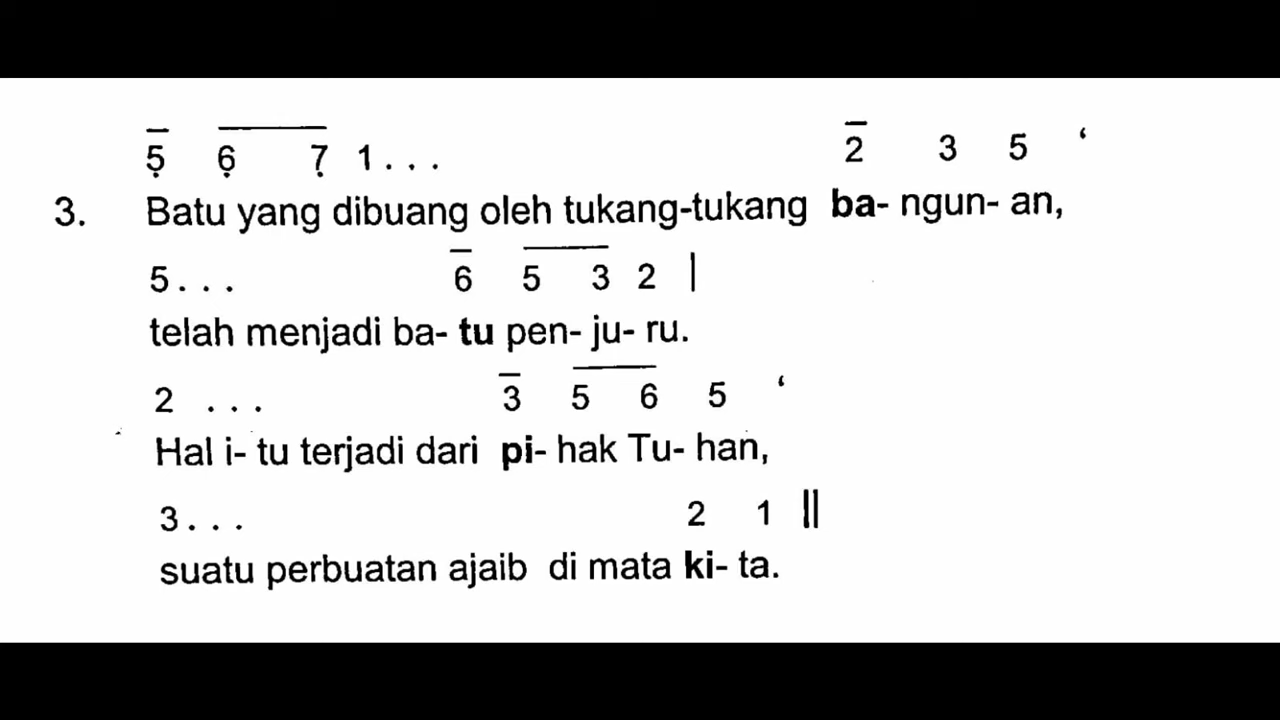 5̣ 6̣ 7̣ 1 . . . 2 3 5 ‘
3. Batu yang dibuang oleh tukang-tukang ba- ngun- an,
5 . . . 6 5 3 2 |
telah menjadi ba- tu pen- ju- ru.
2 . . . 3 5 6 5 ‘
Hal i- tu terjadi dari pi- hak Tu- han,
3 . . . 2 1 ||
suatu perbuatan ajaib di mata ki- ta.